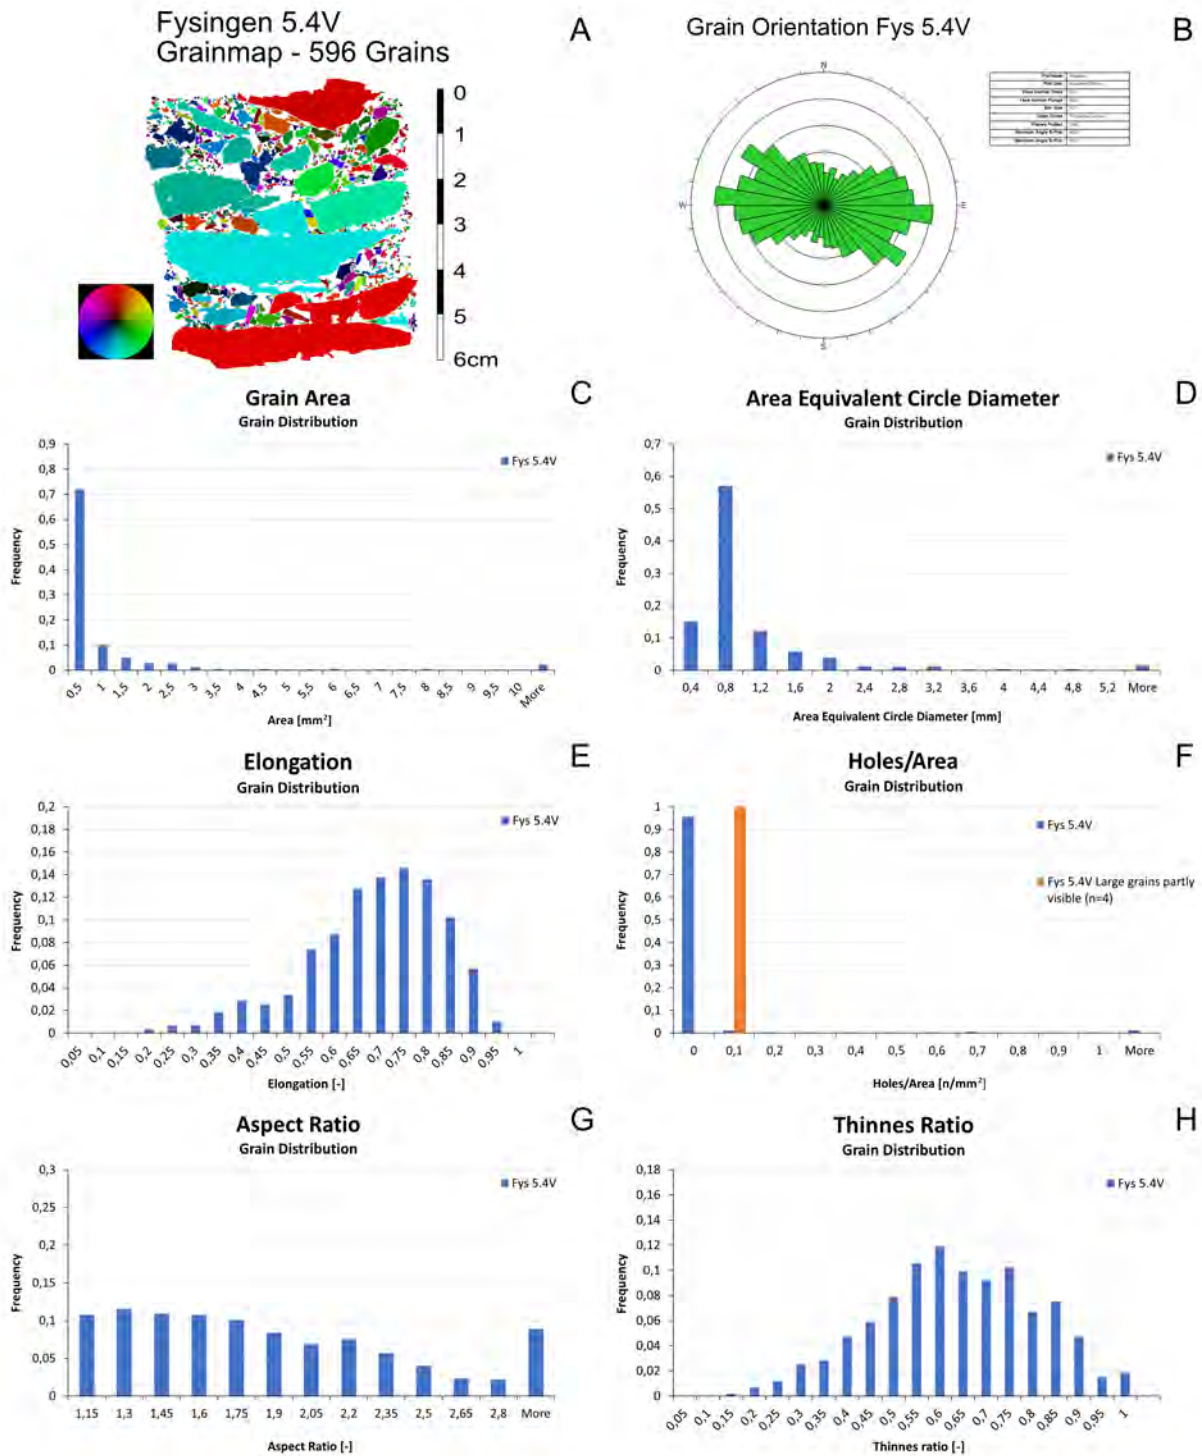 Fysingen 5.4V
Grainmap - 596 Grains
A
0
1
2
3
4
5
6cm
Grain Orientation Fys 5.4V
B
N
W
E
S
Grain Area
C
Grain Distribution
Fys 5.4V
Frequency
0,9
0,8
0,7
0,6
0,5
0,4
0,3
0,2
0,1
0
0,5 1 1,5 2 2,5 3 3,5 4 4,5 5 5,5 6 6,5 7 7,5 8 8,5 9 9,5 10 More
Area [mm²]
Area Equivalent Circle Diameter
D
Grain Distribution
Fys 5.4V
Frequency
0,7
0,6
0,5
0,4
0,3
0,2
0,1
0
0,4 0,8 1,2 1,6 2 2,4 2,8 3,2 3,6 4 4,4 4,8 5,2 More
Area Equivalent Circle Diameter [mm]
Elongation
E
Grain Distribution
Fys 5.4V
Frequency
0,2
0,18
0,16
0,14
0,12
0,1
0,08
0,06
0,04
0,02
0
0,05 0,1 0,15 0,2 0,25 0,3 0,35 0,4 0,45 0,5 0,55 0,6 0,65 0,7 0,75 0,8 0,85 0,9 0,95 1
Elongation [-]
Holes/Area
F
Grain Distribution
Fys 5.4V
Fys 5.4V Large grains partly
visible (n=4)
Frequency
1
0,9
0,8
0,7
0,6
0,5
0,4
0,3
0,2
0,1
0
0 0,1 0,2 0,3 0,4 0,5 0,6 0,7 0,8 0,9 1 More
Holes/Area [n/mm²]
Aspect Ratio
G
Grain Distribution
Fys 5.4V
Frequency
0,3
0,25
0,2
0,15
0,1
0,05
0
1,15 1,3 1,45 1,6 1,75 1,9 2,05 2,2 2,35 2,5 2,65 2,8 More
Aspect Ratio [-]
Thinnes Ratio
H
Grain Distribution
Fys 5.4V
Frequency
0,18
0,16
0,14
0,12
0,1
0,08
0,06
0,04
0,02
0
0,05 0,1 0,15 0,2 0,25 0,3 0,35 0,4 0,45 0,5 0,55 0,6 0,65 0,7 0,75 0,8 0,85 0,9 0,95 1
Thinnes ratio [-]